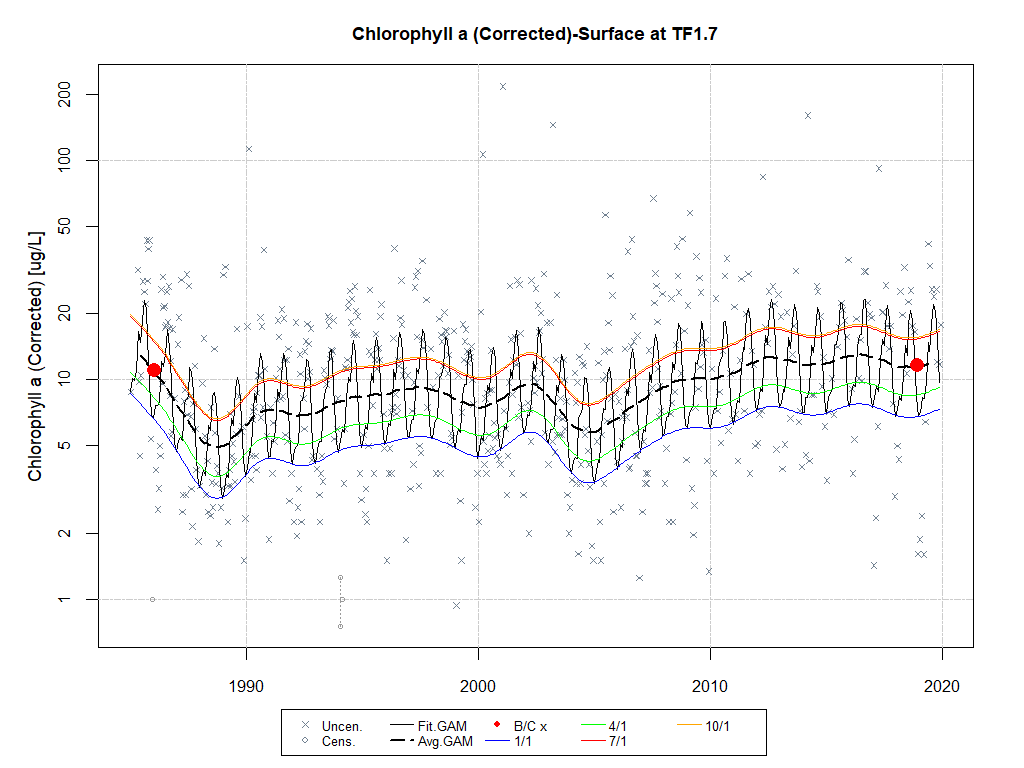 Chlorophyll a (Corrected)-Surface at TF1.7
Chlorophyll a (Corrected) [ug/L]
200
100
50
20
10
5
2
1
1990 2000 2010 2020
Uncen. Fit.GAM B/C x 4/1 10/1
Cens. Avg.GAM 1/1 7/1